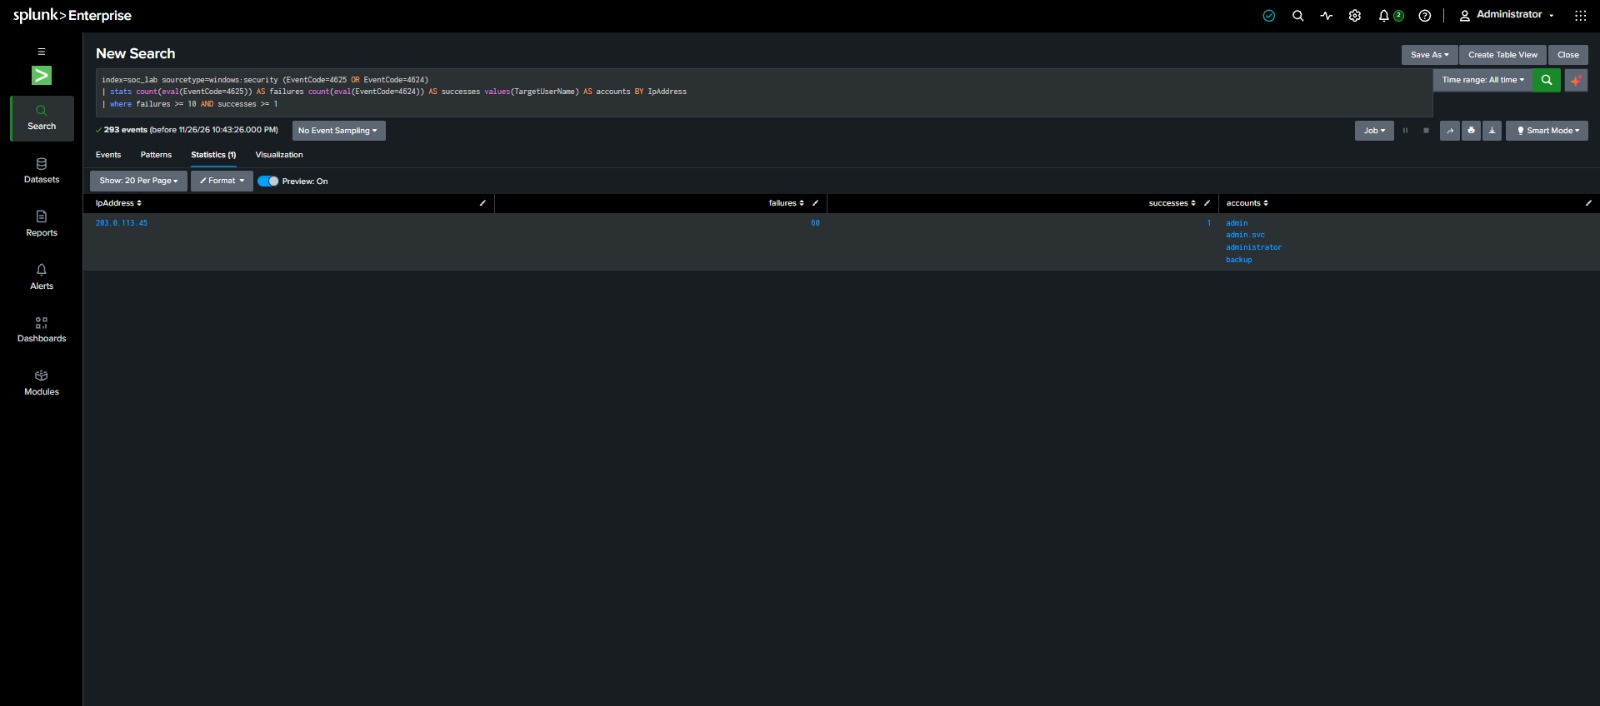 splunk>Enterprise
2
Administrator
New Search
Save As
Create Table View
Close
index=soc_lab sourcetype=windows:security (EventCode=4625 OR EventCode=4624)
| stats count(eval(EventCode=4625)) AS failures count(eval(EventCode=4624)) AS successes values(TargetUserName) AS accounts BY IpAddress
| where failures >= 10 AND successes >= 1
Time range: All time
✓ 293 events (before 11/26/26 10:43:26.000 PM)
No Event Sampling
Job
Smart Mode
Events
Patterns
Statistics (1)
Visualization
Show: 20 Per Page
Format
Preview: On
IpAddress
failures
successes
accounts
203.0.113.45
1
admin
admin.svc
administrator
backup
Search
Datasets
Reports
Alerts
Dashboards
Modules